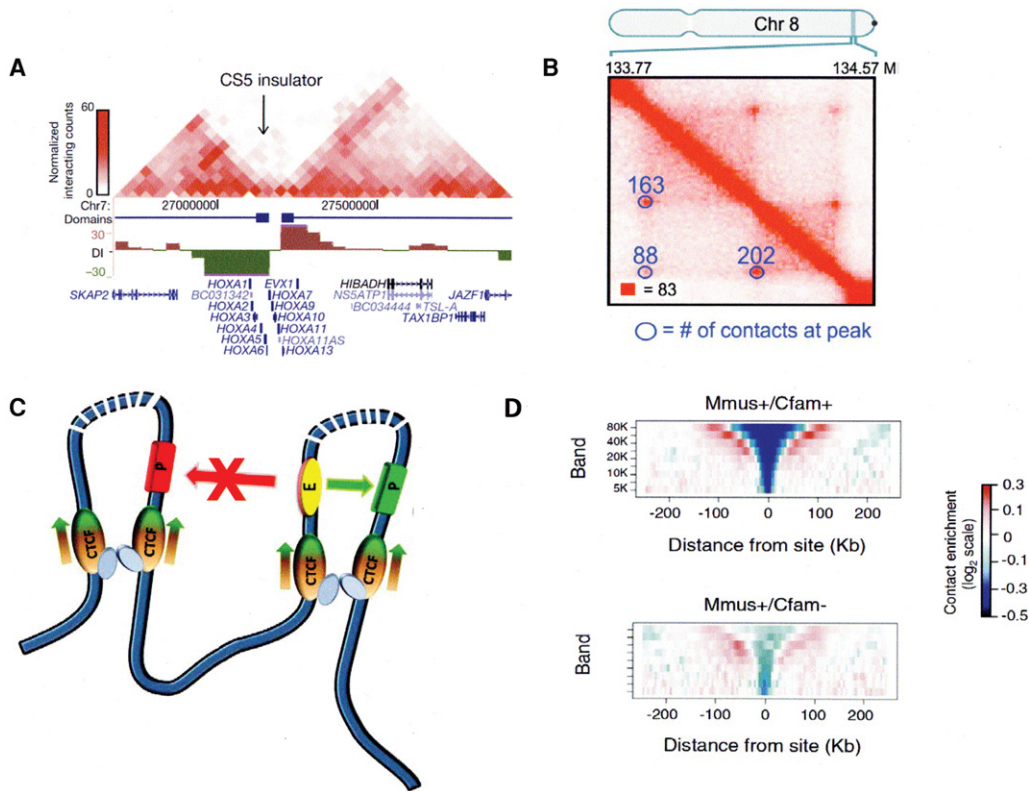 A
CS5 insulator
Normalized
interacting counts
60
0
Chr7:
27000000
27500000
Domains
30
DI
-30
SKAP2
HOXA1
BC031342
HOXA2
HOXA3
HOXA4
HOXA5
HOXA6
EVX1
HOXA7
HOXA9
HOXA10
HOXA11
HOXA11AS
HOXA13
HIBADH
NS5ATP1
BC034444
TSL-A
TAX1BP1
JAZF1
B
Chr 8
133.77
134.57 M
163
88
202
= 83
= # of contacts at peak
C
P
E
P
CTCF
CTCF
CTCF
CTCF
D
Mmus+/Cfam+
Band
80K
40K
20K
10K
5K
-200
-100
0
100
200
Distance from site (Kb)
Mmus+/Cfam-
Band
-200
-100
0
100
200
Distance from site (Kb)
Contact enrichment
(log2 scale)
0.3
0.1
0
-0.1
-0.3
-0.5